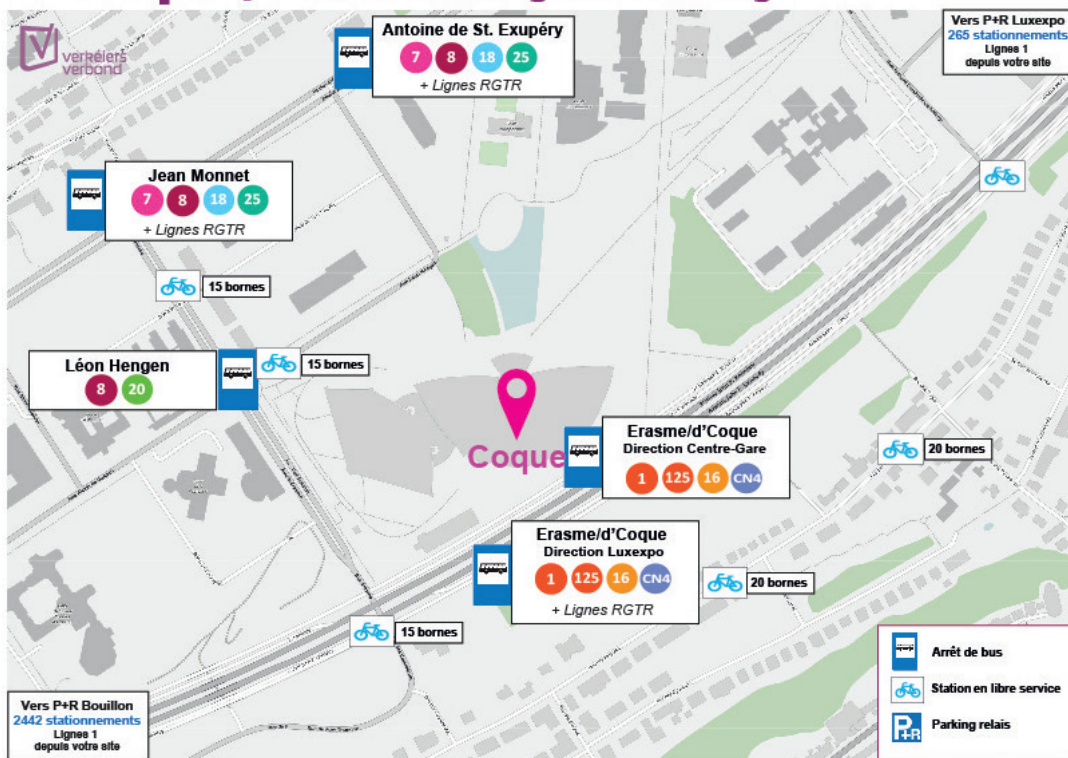 verkéiers
verbond
Antoine de St. Exupéry
7 8 18 25
+ Lignes RGTR
Vers P+R Luxexpo
265 stationnements
Lignes 1
depuis votre site
Jean Monnet
7 8 18 25
+ Lignes RGTR
15 bornes
Léon Hengen
8 20
15 bornes
Coque
Erasme/d'Coque
Direction Centre-Gare
1 125 16 CN4
20 bornes
Erasme/d'Coque
Direction Luxexpo
1 125 16 CN4
+ Lignes RGTR
20 bornes
15 bornes
Vers P+R Bouillon
2442 stationnements
Lignes 1
depuis votre site
Arrêt de bus
Station en libre service
P+R
Parking relais